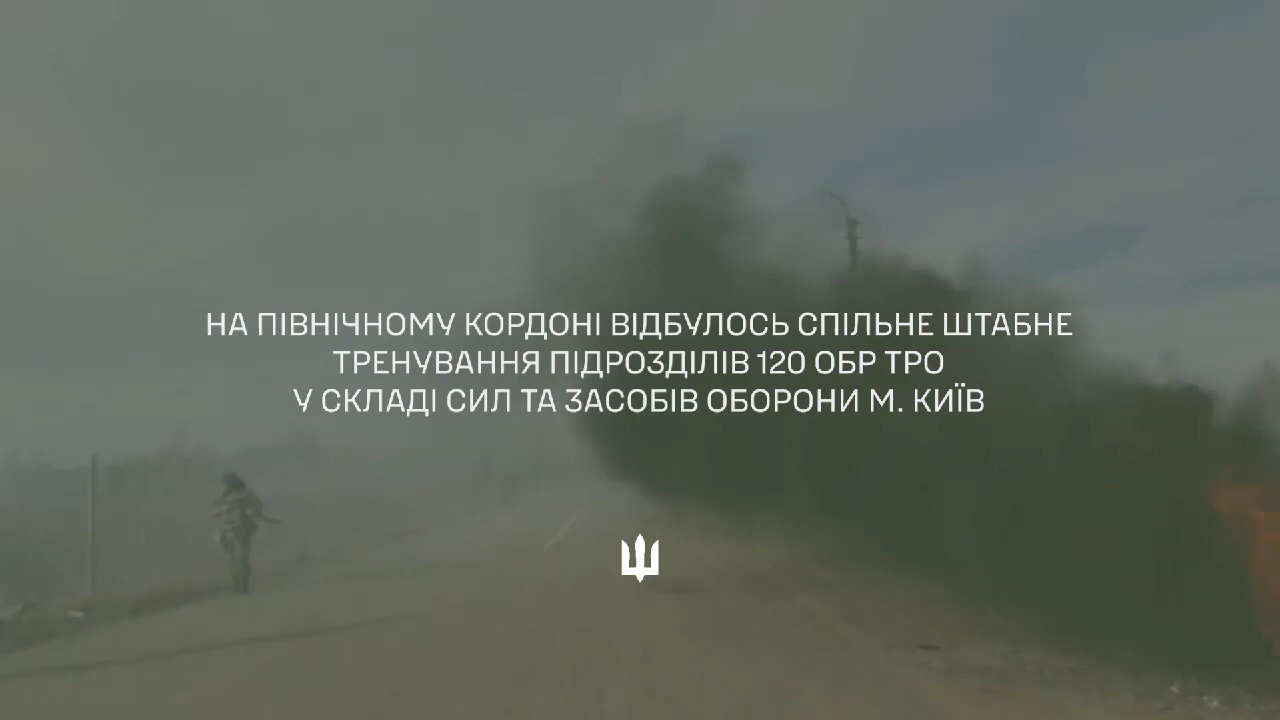 НА ПІВНІЧНОМУ КОРДОНІ ВІДБУЛОСЬ СПІЛЬНЕ ШТАБНЕ
ТРЕНУВАННЯ ПІДРОЗДІЛІВ 120 ОБР ТРО
У СКЛАДІ СИЛ ТА ЗАСОБІВ ОБОРОНИ М. КИЇВ